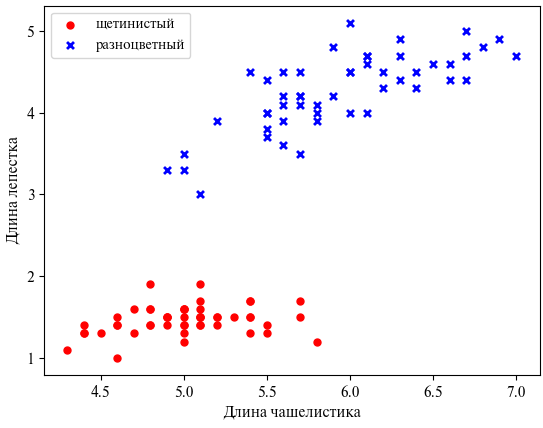 щетинистый
разноцветный
5
4
3
2
1
Длина лепестка
4.5 5.0 5.5 6.0 6.5 7.0
Длина чашелистика